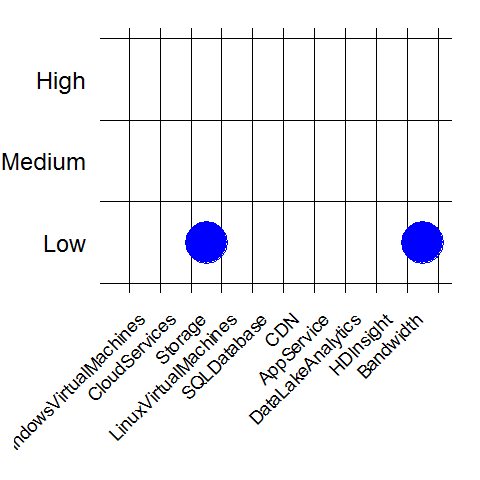 High
Medium
Low
ndowsVirtualMachines
CloudServices
Storage
LinuxVirtualMachines
SQLDatabase
CDN
AppService
DataLakeAnalytics
HDInsight
Bandwidth